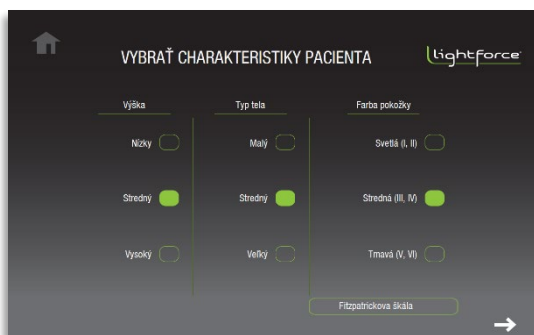 VYBRAŤ CHARAKTERISTIKY PACIENTA
lightforce
Výška
Typ tela
Farba pokožky
Nízky
Malý
Svetlá (I, II)
Stredný
Stredný
Stredná (III, IV)
Vysoký
Veľký
Tmavá (V, VI)
Fitzpatrickova škála